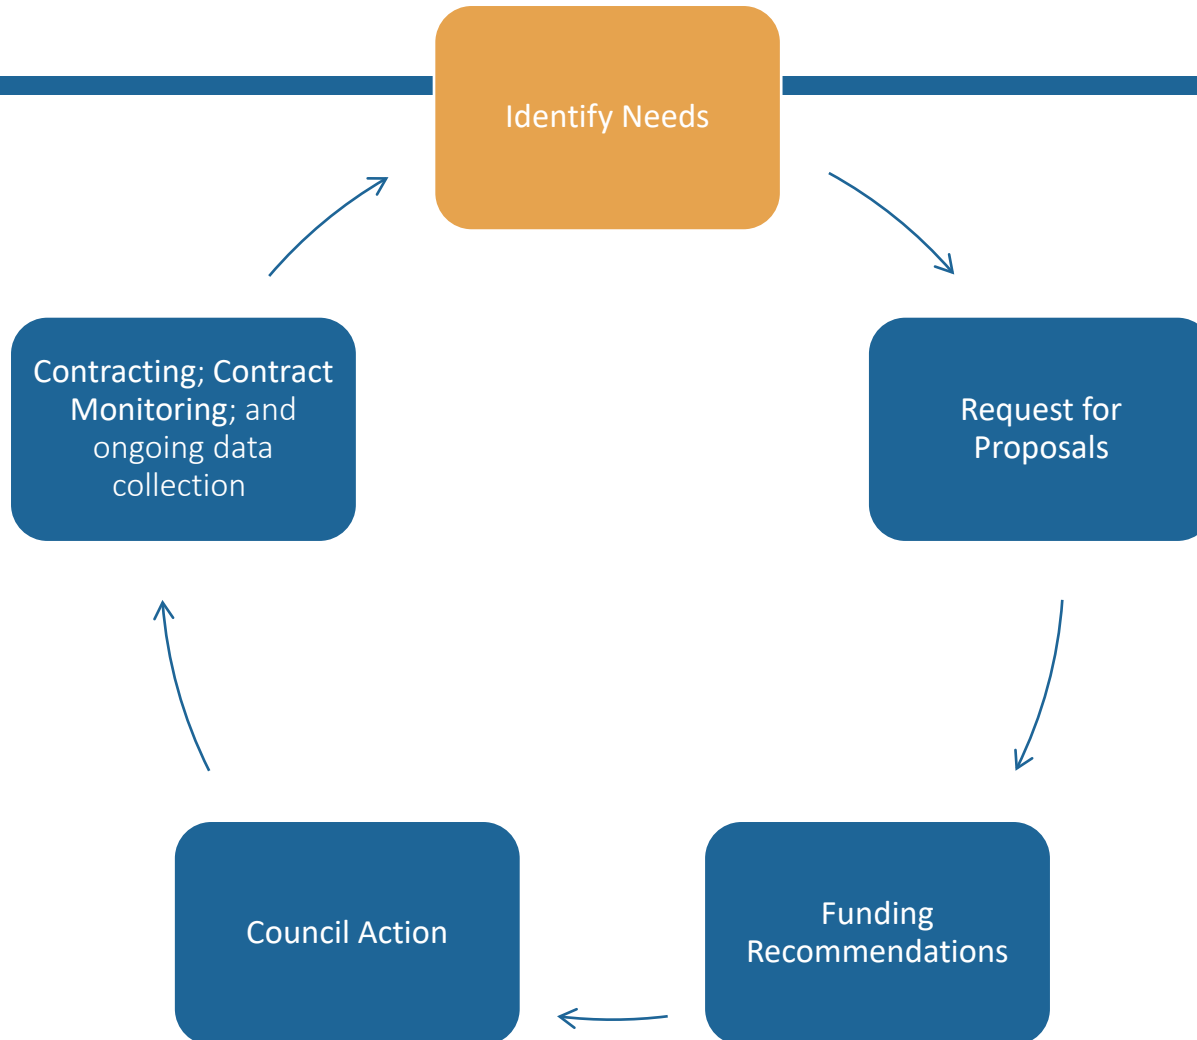 Identify Needs
Request for
Proposals
Funding
Recommendations
Council Action
Contracting; Contract
Monitoring; and
ongoing data
collection